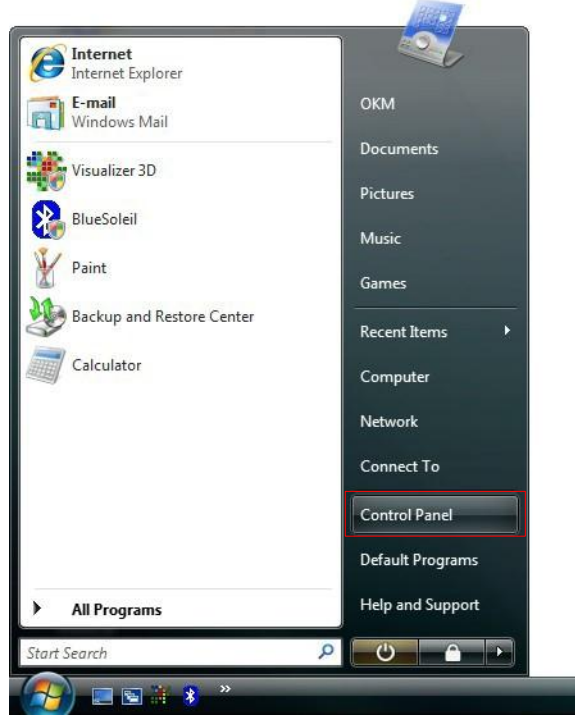 Internet
Internet Explorer
E-mail
Windows Mail
Visualizer 3D
BlueSoleil
Paint
Backup and Restore Center
Calculator
All Programs
Start Search
OKM
Documents
Pictures
Music
Games
Recent Items
Computer
Network
Connect To
Control Panel
Default Programs
Help and Support